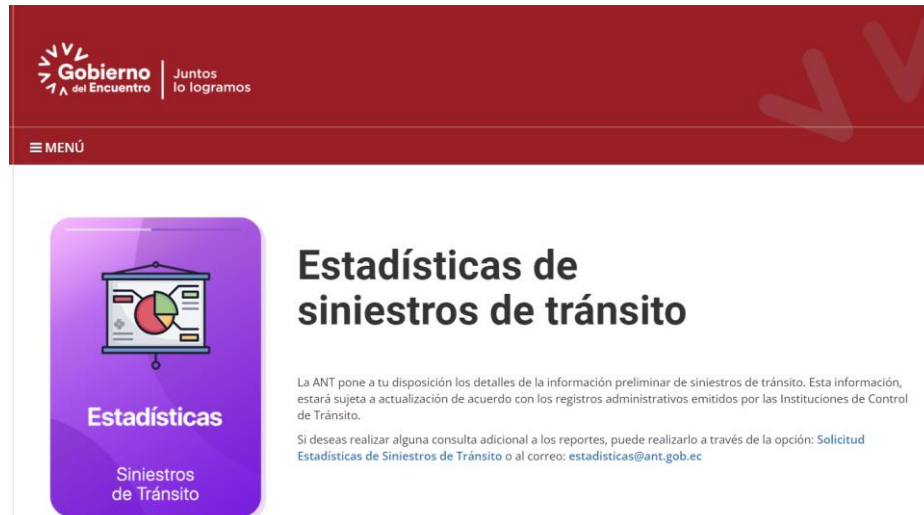 Gobierno
del Encuentro
Juntos
lo logramos
MENÚ
Estadísticas
Siniestros
de Tránsito
Estadísticas de
siniestros de tránsito
La ANT pone a tu disposición los detalles de la información preliminar de siniestros de tránsito. Esta información,
estará sujeta a actualización de acuerdo con los registros administrativos emitidos por las Instituciones de Control
de Tránsito.
Si deseas realizar alguna consulta adicional a los reportes, puede realizarlo a través de la opción: Solicitud
Estadísticas de Siniestros de Tránsito o al correo: estadisticas@ant.gob.ec